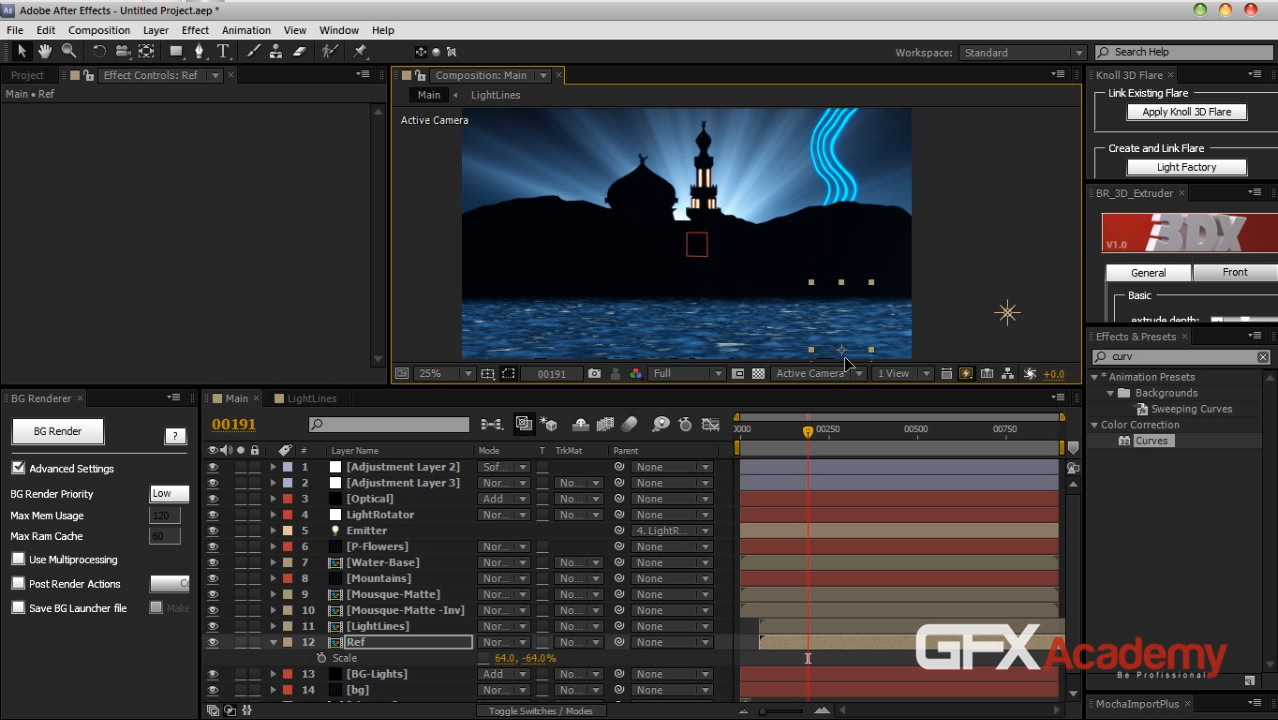 Adobe After Effects - Untitled Project.aep *
File Edit Composition Layer Effect Animation View Window Help
Workspace: Standard Search Help
Project Effect Controls: Ref Composition: Main Knoll 3D Flare
Main • Ref
Main LightLines
Link Existing Flare
Apply Knoll 3D Flare
Active Camera
Create and Link Flare
Light Factory
BR_3D_Extruder
3DX
V1.0
General Front
Basic
extrude depth:
Effects & Presets
curv
* Animation Presets
Backgrounds
Sweeping Curves
Color Correction
Curves
25% 00191 Full Active Camera 1 View +0.0
BG Renderer Main LightLines
00191
BG Render ?
Advanced Settings
BG Render Priority Low
Max Mem Usage 120
Max Ram Cache 60
Use Multiprocessing
Post Render Actions
Save BG Launcher file Make
0000 00250 00500 00750
# Layer Name Mode T TrkMat Parent
1 [Adjustment Layer 2] Sof... None
2 [Adjustment Layer 3] Nor... No... None
3 [Optical] Add No... None
4 LightRotator Nor... No... None
5 Emitter 4. LightR...
6 [P-Flowers] Nor... None
7 [Water-Base] Nor... No... None
8 [Mountains] Nor... No... None
9 [Mousque-Matte] Nor... No... None
10 [Mousque-Matte -Inv] Nor... No... None
11 [LightLines] Nor... No... None
12 Ref Nor... No... None
Scale 64.0, -64.0%
13 [BG-Lights] Add No... None
14 [bg] Nor... No... None
Toggle Switches / Modes
GFXAcademy
Be Professional
MochaImportPlus